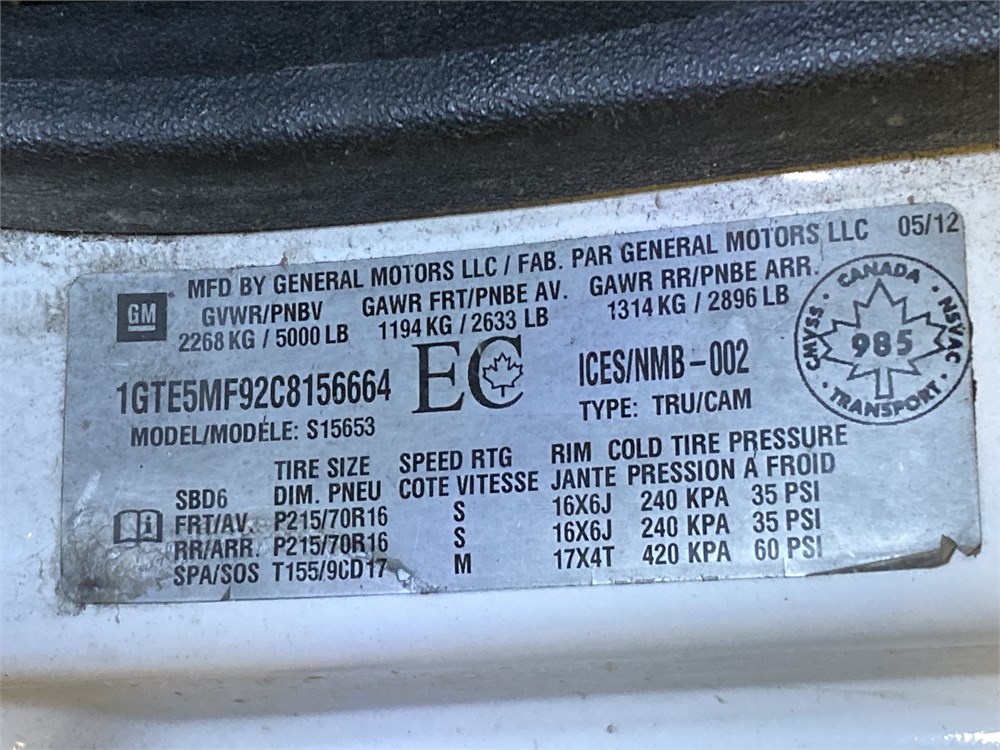 MFD BY GENERAL MOTORS LLC / FAB. PAR GENERAL MOTORS LLC 05/12
GM
GVWR/PNBV GAWR FRT/PNBE AV. GAWR RR/PNBE ARR.
2268 KG / 5000 LB 1194 KG / 2633 LB 1314 KG / 2896 LB
CANADA
CMVSS 985 NSVAC
TRANSPORT
1GTE5MF92C8156664 EC ICES/NMB-002
MODEL/MODÈLE: S15653 TYPE: TRU/CAM
TIRE SIZE SPEED RTG RIM COLD TIRE PRESSURE
SBD6 DIM. PNEU COTE VITESSE JANTE PRESSION A FROID
FRT/AV. P215/70R16 S 16X6J 240 KPA 35 PSI
RR/ARR. P215/70R16 S 16X6J 240 KPA 35 PSI
SPA/SOS T155/90D17 M 17X4T 420 KPA 60 PSI